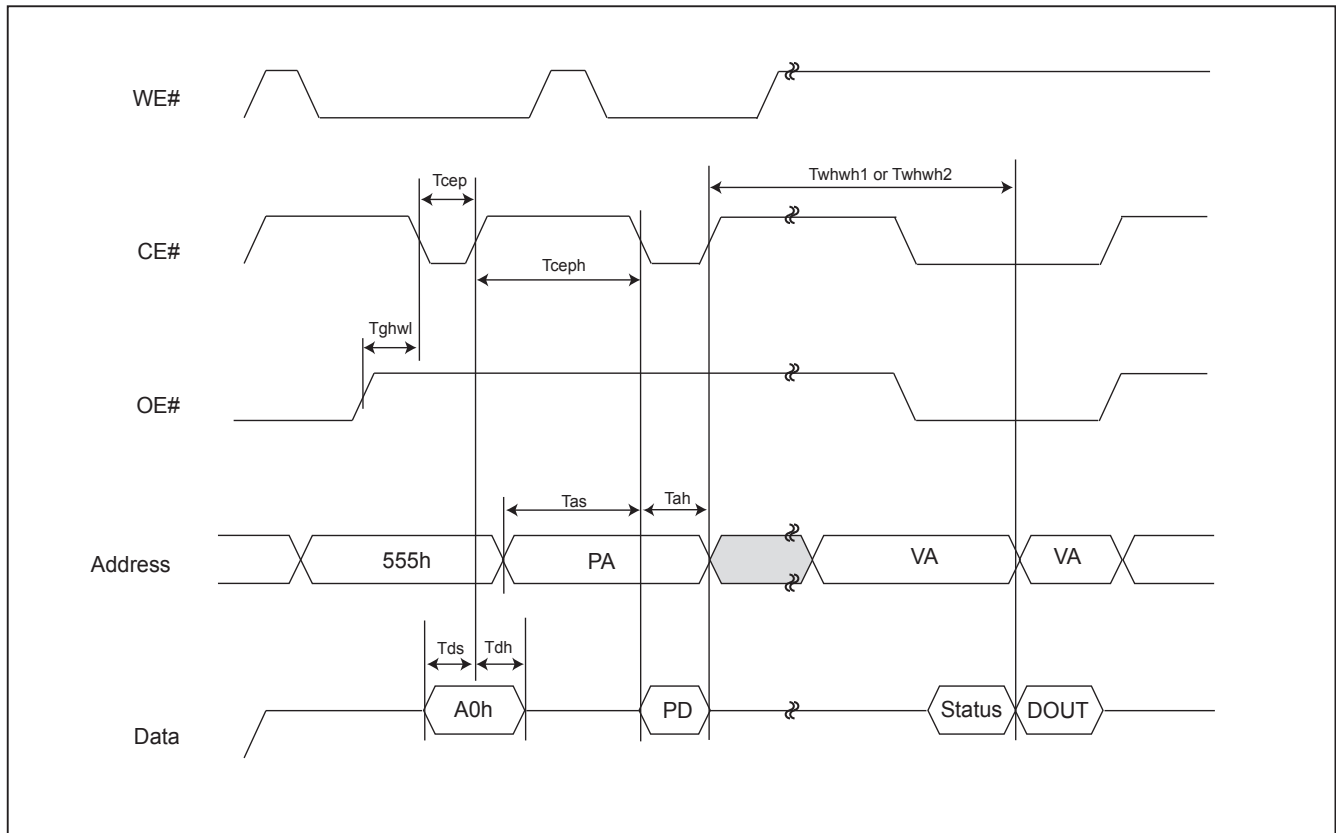 WE#
Tcep
Twhwh1 or Twhwh2
CE#
Tceph
Tghwl
OE#
Tas
Tah
Address
555h
PA
VA
VA
Tds
Tdh
A0h
PD
Status
DOUT
Data